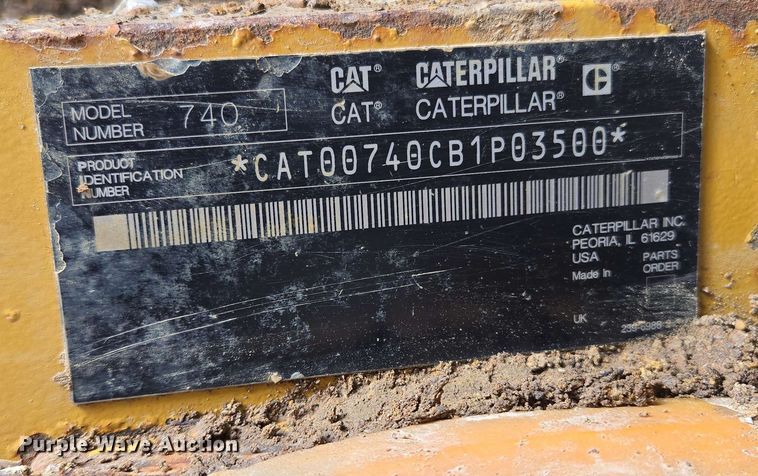 CAT® CATERPILLAR®
CAT® CATERPILLAR®
MODEL NUMBER 740
PRODUCT IDENTIFICATION NUMBER *CAT00740CB1P03500*
CATERPILLAR INC.
PEORIA, IL 61629
USA
Made In
PARTS ORDER
UK
Purple Wave Auction